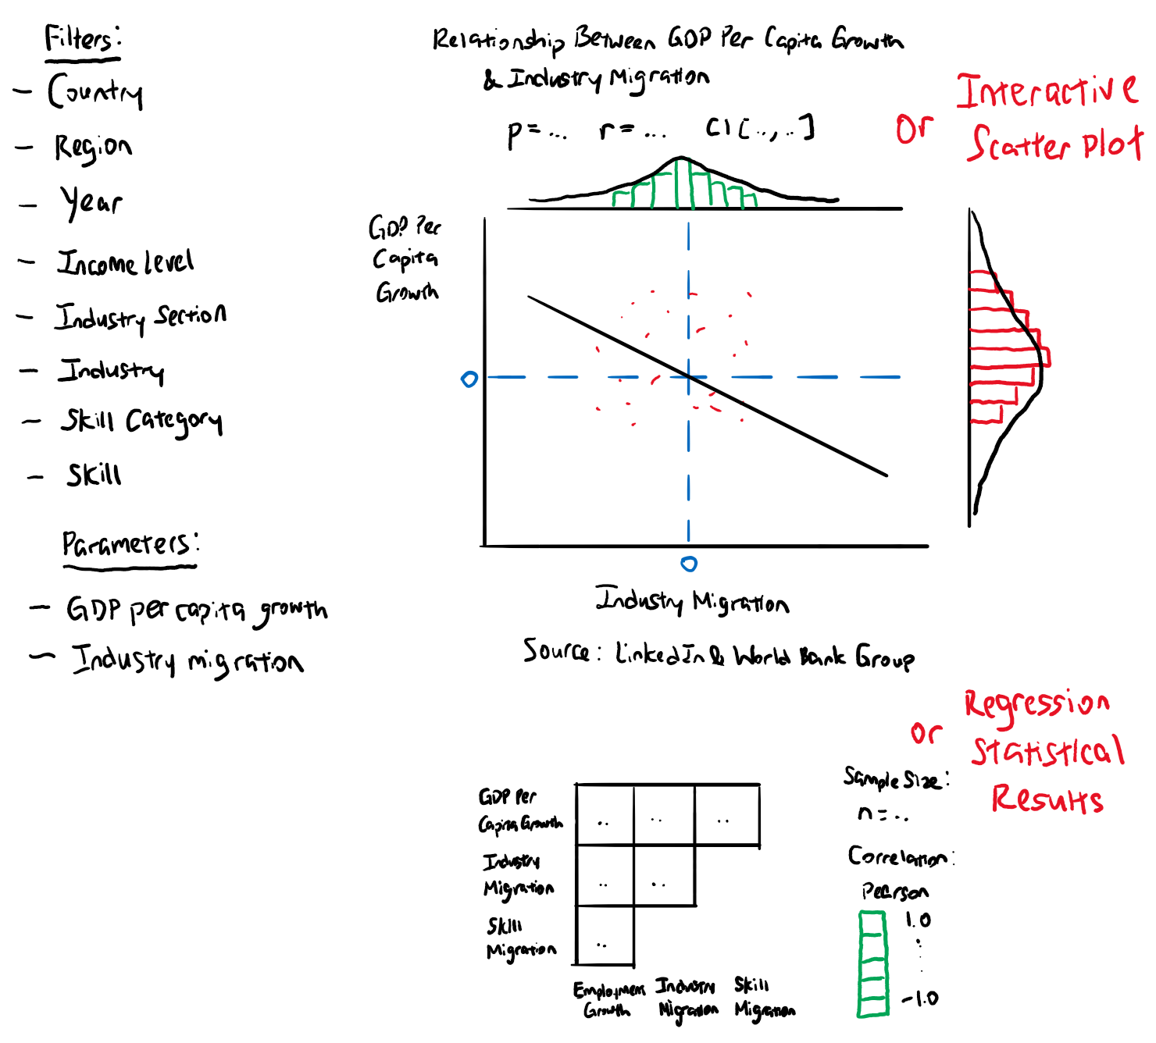 Filters:
- Country
- Region
- Year
- Income level
- Industry Section
- Industry
- Skill Category
- Skill
Parameters:
- GDP per capita growth
- Industry migration
Relationship Between GDP Per Capita Growth
& Industry Migration
p=... r=... CI [..,..]
Or Interactive
Scatter Plot
GDP Per
Capita
Growth
0
0
Industry Migration
Source: LinkedIn & World Bank Group
Or Regression
Statistical
Results
GDP Per
Capita Growth
.. .. ..
Industry
Migration
.. ..
Skill
Migration
..
Employment
Growth
Industry
Migration
Skill
Migration
Sample Size:
n=..
Correlation:
Pearson
1.0
-1.0